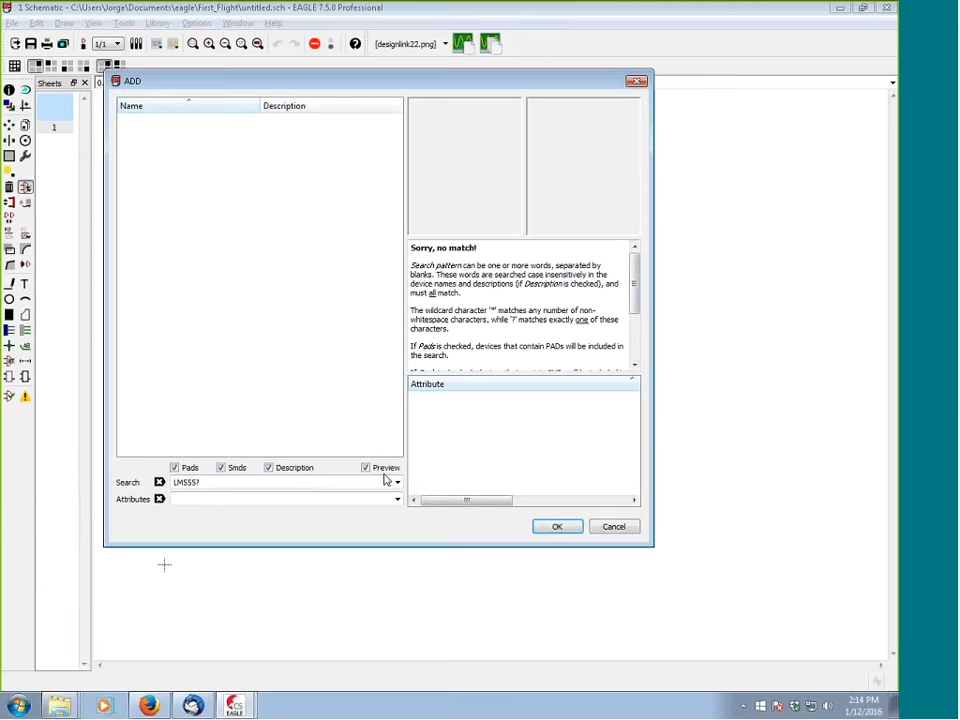 1 Schematic - C:\Users\Jorge\Documents\eagle\First_Flight\untitled.sch - EAGLE 7.5.0 Professional
File Edit Draw View Tools Library Options Window Help
1/1
[designlink22.png]
Sheets
1
ADD
Name Description
Sorry, no match!
Search pattern can be one or more words, separated by
blanks. These words are searched case insensitively in the
device names and descriptions (if Description is checked), and
must all match.
The wildcard character '*' matches any number of non-
whitespace characters, while '?' matches exactly one of these
characters.
If Pads is checked, devices that contain PADs will be included in
the search.
Attribute
Pads Smds Description Preview
Search LM555?
Attributes
OK Cancel
CS
EAGLE
2:14 PM
1/12/2016